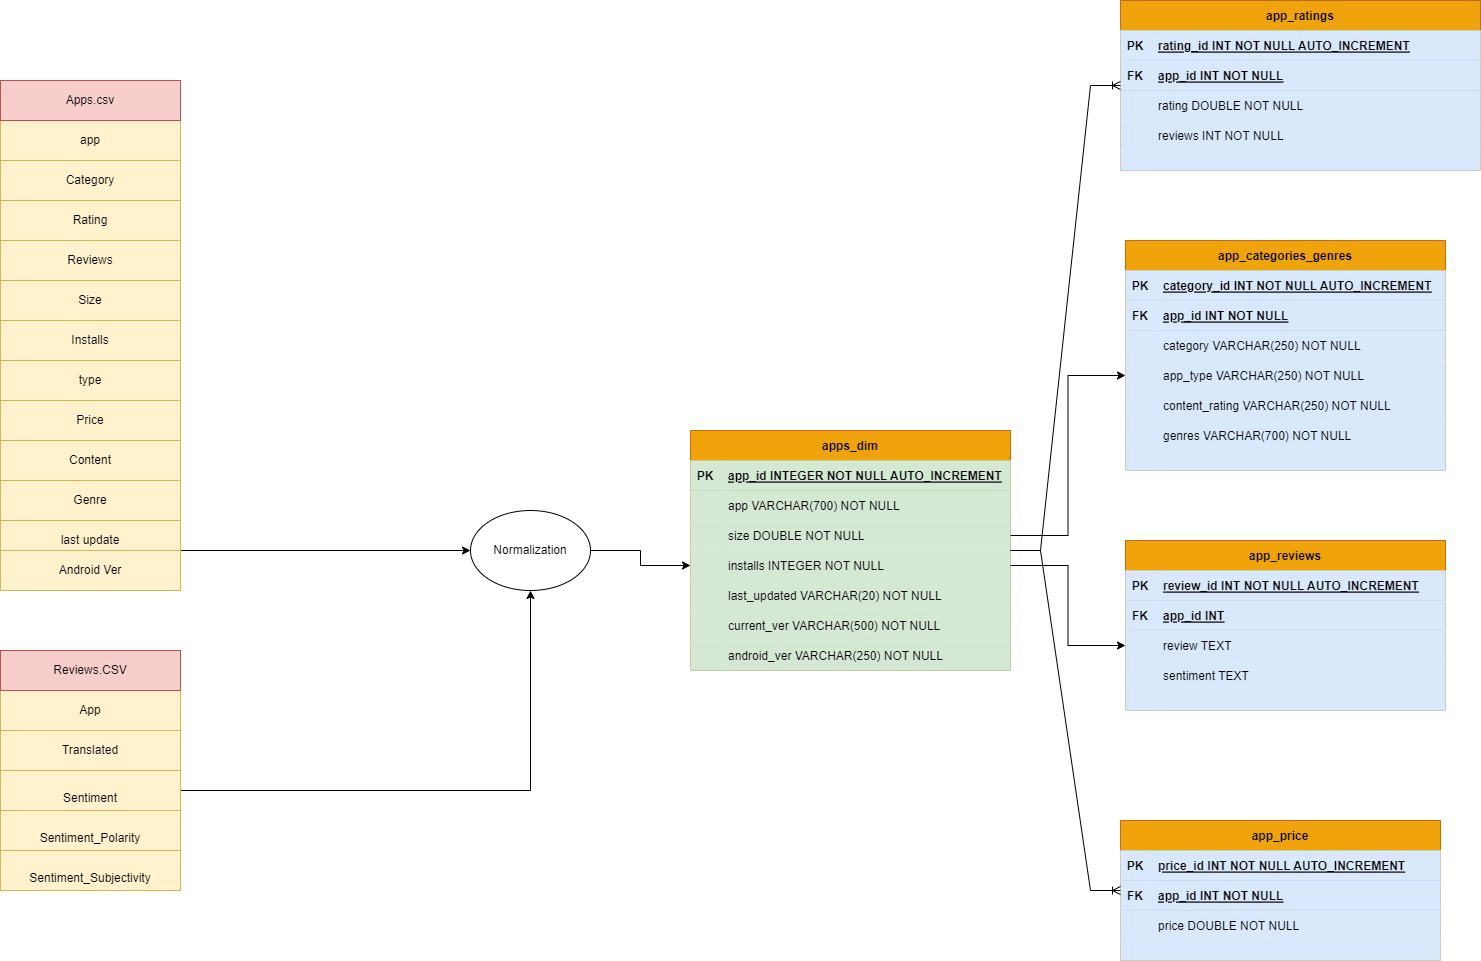 Apps.csv
app
Category
Rating
Reviews
Size
Installs
type
Price
Content
Genre
last update
Android Ver
Reviews.CSV
App
Translated
Sentiment
Sentiment_Polarity
Sentiment_Subjectivity
Normalization
apps_dim
PK app_id INTEGER NOT NULL AUTO_INCREMENT
app VARCHAR(700) NOT NULL
size DOUBLE NOT NULL
installs INTEGER NOT NULL
last_updated VARCHAR(20) NOT NULL
current_ver VARCHAR(500) NOT NULL
android_ver VARCHAR(250) NOT NULL
app_ratings
PK rating_id INT NOT NULL AUTO_INCREMENT
FK app_id INT NOT NULL
rating DOUBLE NOT NULL
reviews INT NOT NULL
app_categories_genres
PK category_id INT NOT NULL AUTO_INCREMENT
FK app_id INT NOT NULL
category VARCHAR(250) NOT NULL
app_type VARCHAR(250) NOT NULL
content_rating VARCHAR(250) NOT NULL
genres VARCHAR(700) NOT NULL
app_reviews
PK review_id INT NOT NULL AUTO_INCREMENT
FK app_id INT
review TEXT
sentiment TEXT
app_price
PK price_id INT NOT NULL AUTO_INCREMENT
FK app_id INT NOT NULL
price DOUBLE NOT NULL